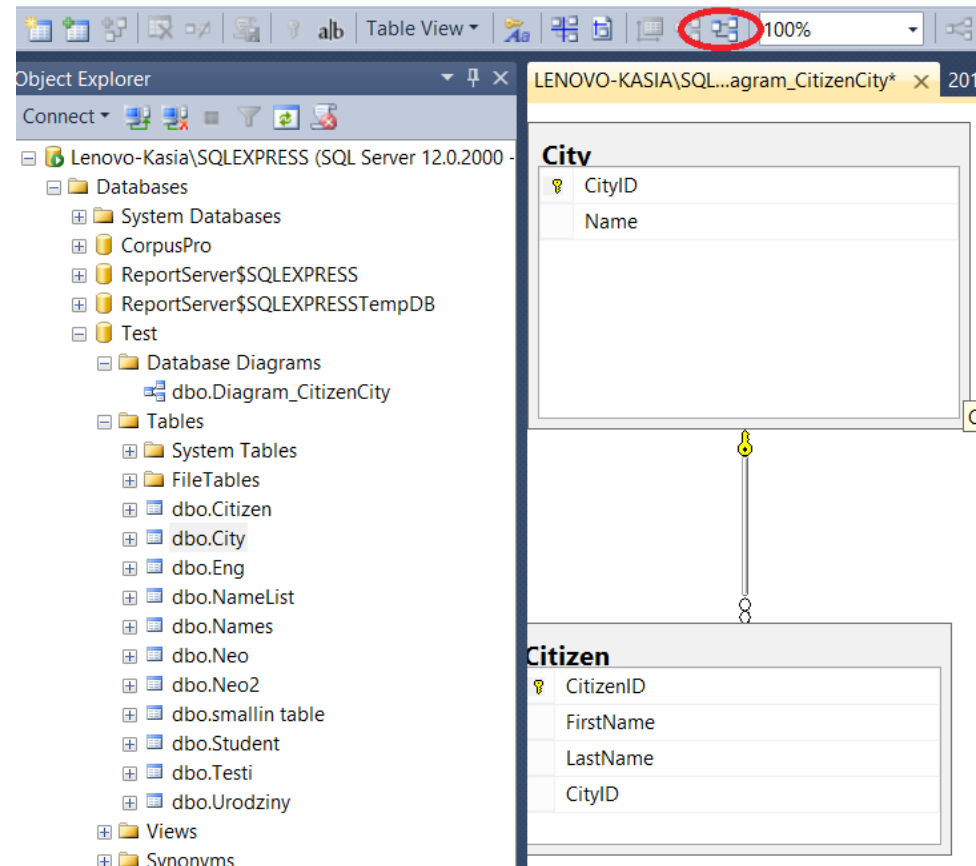 Table View
100%
Object Explorer
Connect
Lenovo-Kasia\SQLEXPRESS (SQL Server 12.0.2000 -
Databases
System Databases
CorpusPro
ReportServer$SQLEXPRESS
ReportServer$SQLEXPRESSTempDB
Test
Database Diagrams
dbo.Diagram_CitizenCity
Tables
System Tables
FileTables
dbo.Citizen
dbo.City
dbo.Eng
dbo.NameList
dbo.Names
dbo.Neo
dbo.Neo2
dbo.smallin table
dbo.Student
dbo.Testi
dbo.Urodziny
Views
Synonyms
LENOVO-KASIA\SQL...agram_CitizenCity*
201
City
CityID
Name
Citizen
CitizenID
FirstName
LastName
CityID